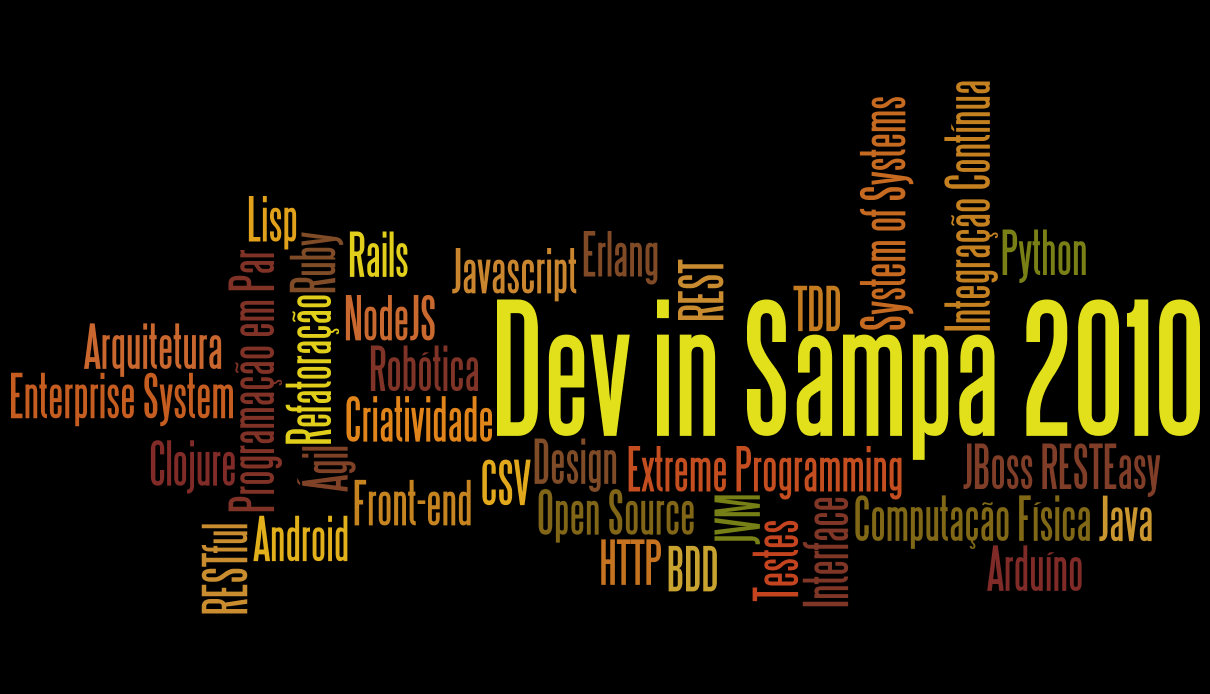 Integração Contínua
System of Systems
Lisp
Ruby
Rails
Javascript
Erlang
REST
TDD
Python
Programação em Par
Refatoração
NodeJS
Dev in Sampa 2010
Arquitetura
Robótica
Enterprise System
Criatividade
Clojure
Ágil
Front-end
CSV
Design
Extreme Programming
JBoss RESTEasy
Open Source
JVM
Testes
Interface
Computação Física
Java
RESTful
Android
HTTP
BDD
Arduíno